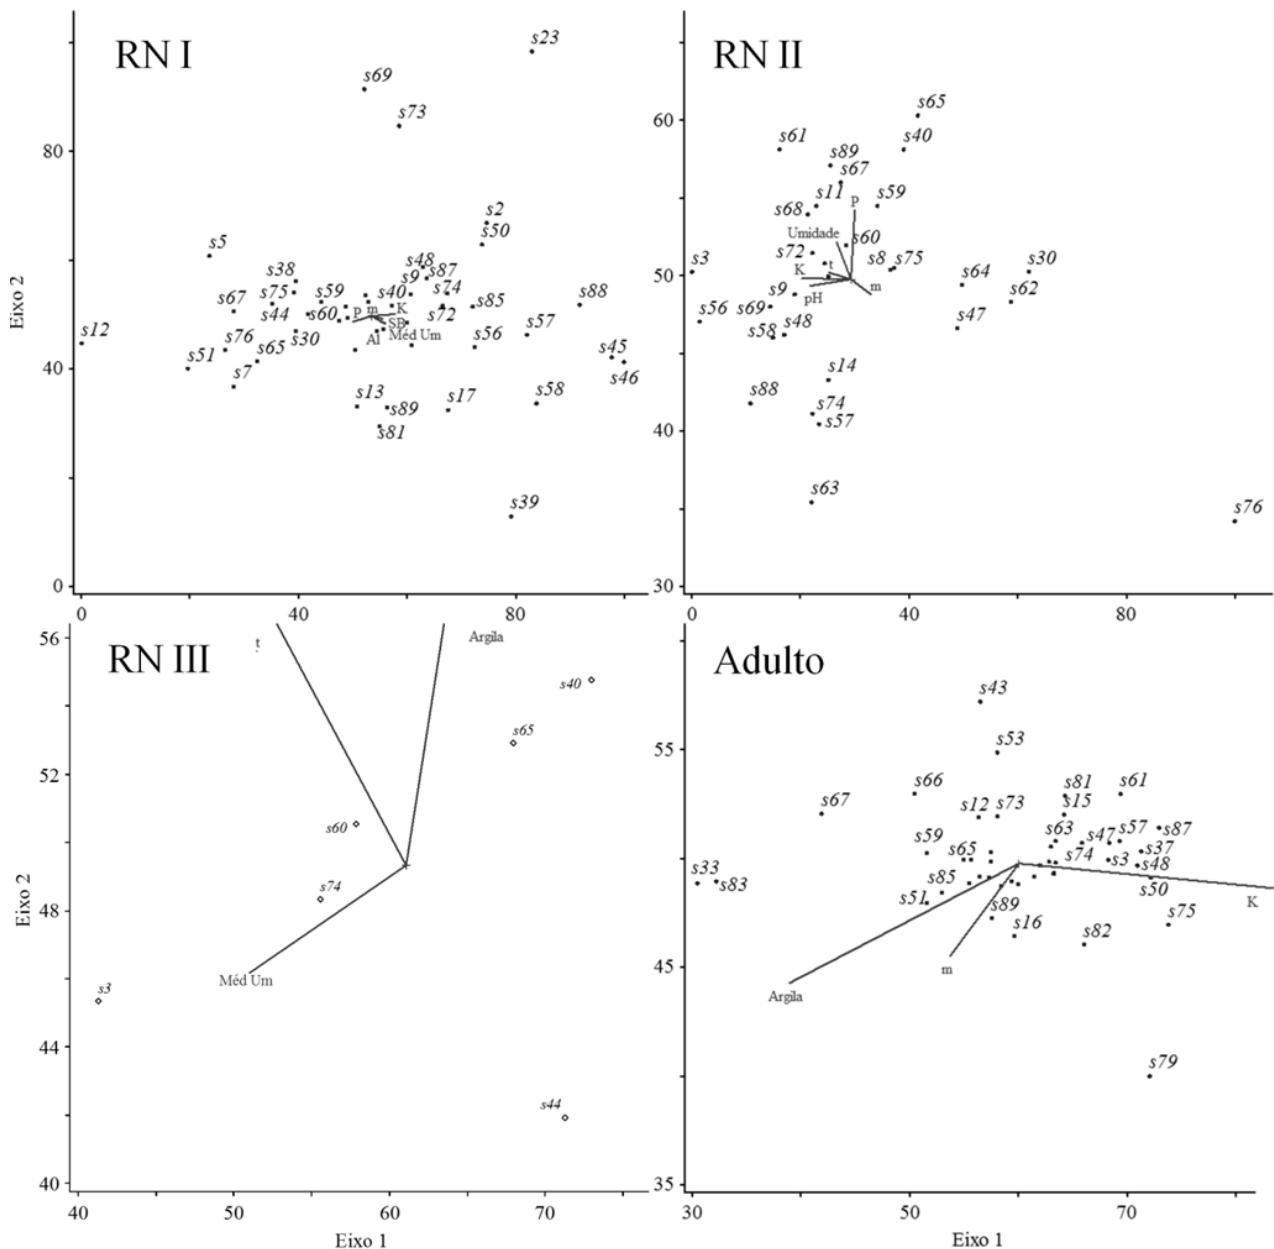 RN I
s23
s69
s73
80
s2
s50
s5
s48
s87
s9
s38
s75
s59
s40
s74
s85
s88
s67
s44
s60
p
m
K
s72
SB
s57
s12
s76
s30
Al
Méd Um
s56
s45
s51
s65
s7
40
s46
s13
s89
s17
s58
s81
s39
0
0
40
80
Eixo 2
RN II
s65
60
s61
s40
s89
s67
s11
s59
s68
P
Umidade
s60
s72
s8
s75
s3
50
K
t
s64
s30
s9
pH
m
s62
s56
s69
s47
s58
s48
s14
s88
s74
40
s57
s63
s76
30
0
40
80
56
RN III
t
Argila
s40
s65
52
s60
s74
48
Méd Um
s3
44
s44
40
40
50
60
70
Eixo 2
Eixo 1
Adulto
s43
s53
55
s66
s81
s61
s67
s12
s73
s15
s59
s63
s47
s57
s87
s65
s74
s3
s37
s33
s83
s85
s48
s50
s51
s89
K
s16
s82
s75
45
m
Argila
s79
35
30
50
70
Eixo 1